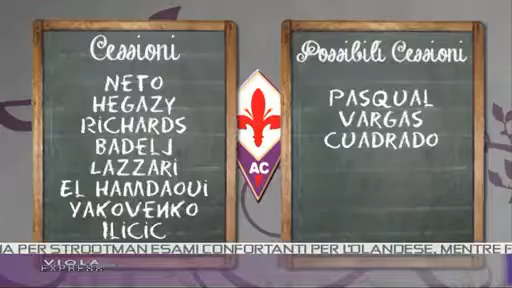 Cessioni
NETO
HEGAZY
RICHARDS
BADELJ
LAZZARI
EL HAMDAOUI
YAKOVENKO
ILICIC
Possibili Cessioni
PASQUAL
VARGAS
CUADRADO
AC
PER STROOTMAN ESAMI CONFORTANTI PER L'OLANDESE, MENTRE
VIOLA
EXPRESS